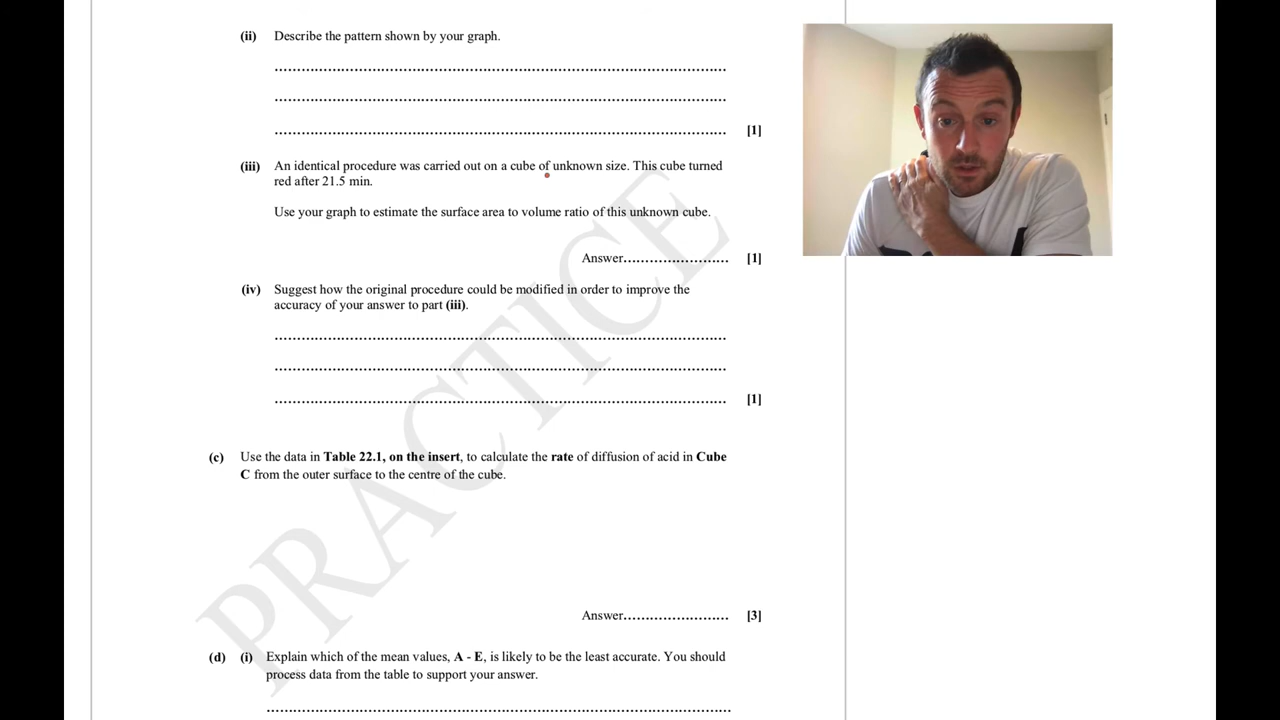 (ii) Describe the pattern shown by your graph.
....................................................................................................
....................................................................................................
.................................................................................................... [1]
(iii) An identical procedure was carried out on a cube of unknown size. This cube turned
red after 21.5 min.
Use your graph to estimate the surface area to volume ratio of this unknown cube.
Answer........................ [1]
(iv) Suggest how the original procedure could be modified in order to improve the
accuracy of your answer to part (iii).
....................................................................................................
....................................................................................................
.................................................................................................... [1]
(c) Use the data in Table 22.1, on the insert, to calculate the rate of diffusion of acid in Cube
C from the outer surface to the centre of the cube.
Answer........................ [3]
(d) (i) Explain which of the mean values, A - E, is likely to be the least accurate. You should
process data from the table to support your answer.
....................................................................................................
PRACTICE